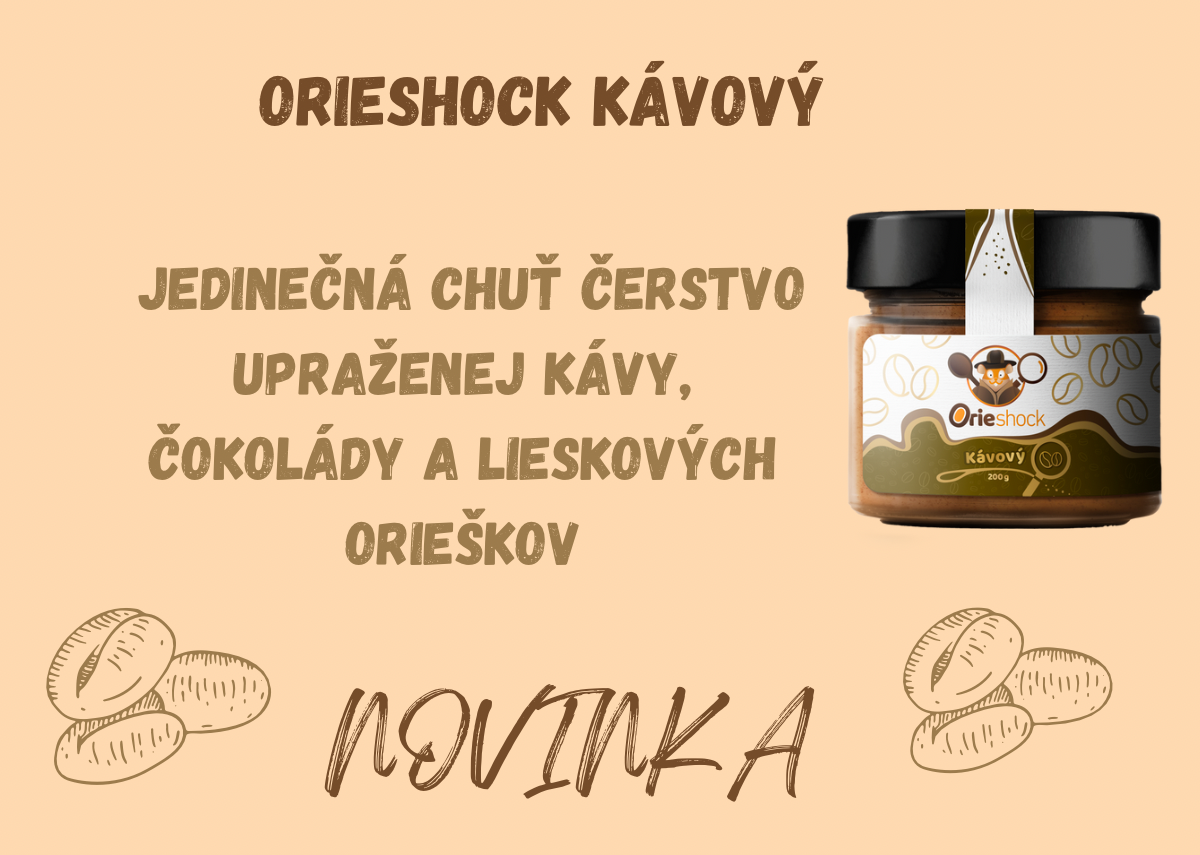 ORIESHOCK KÁVOVÝ
JEDINEČNÁ CHUŤ ČERSTVO
UPRAŽENEJ KÁVY,
ČOKOLÁDY A LIESKOVÝCH
ORIEŠKOV
Orieshock
Kávový
200g
NOVINKA